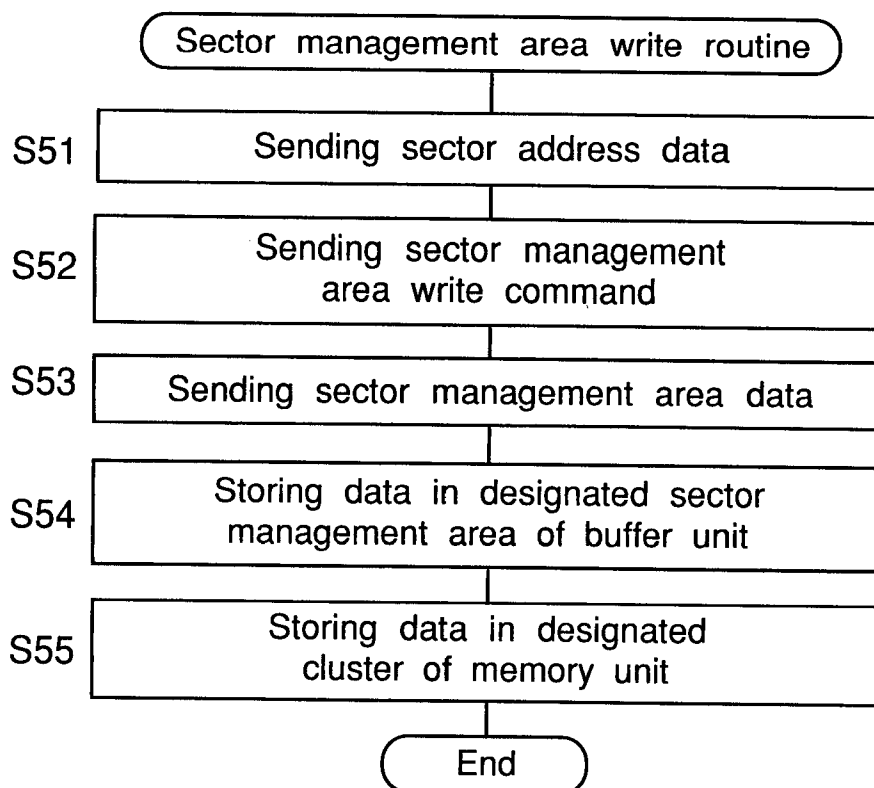 Sector management area write routine
S51
Sending sector address data
S52
Sending sector management
area write command
S53
Sending sector management area data
S54
Storing data in designated sector
management area of buffer unit
S55
Storing data in designated
cluster of memory unit
End